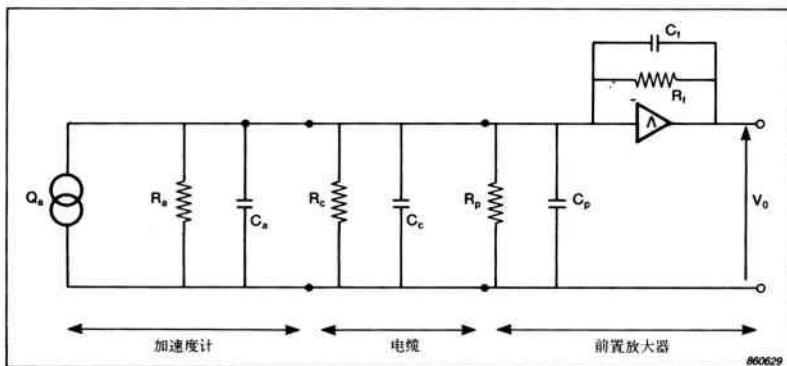 C_f
R_f
-
A
Q_a
R_a
C_a
R_c
C_c
R_p
C_p
V_0
加速度计
电缆
前置放大器
860629